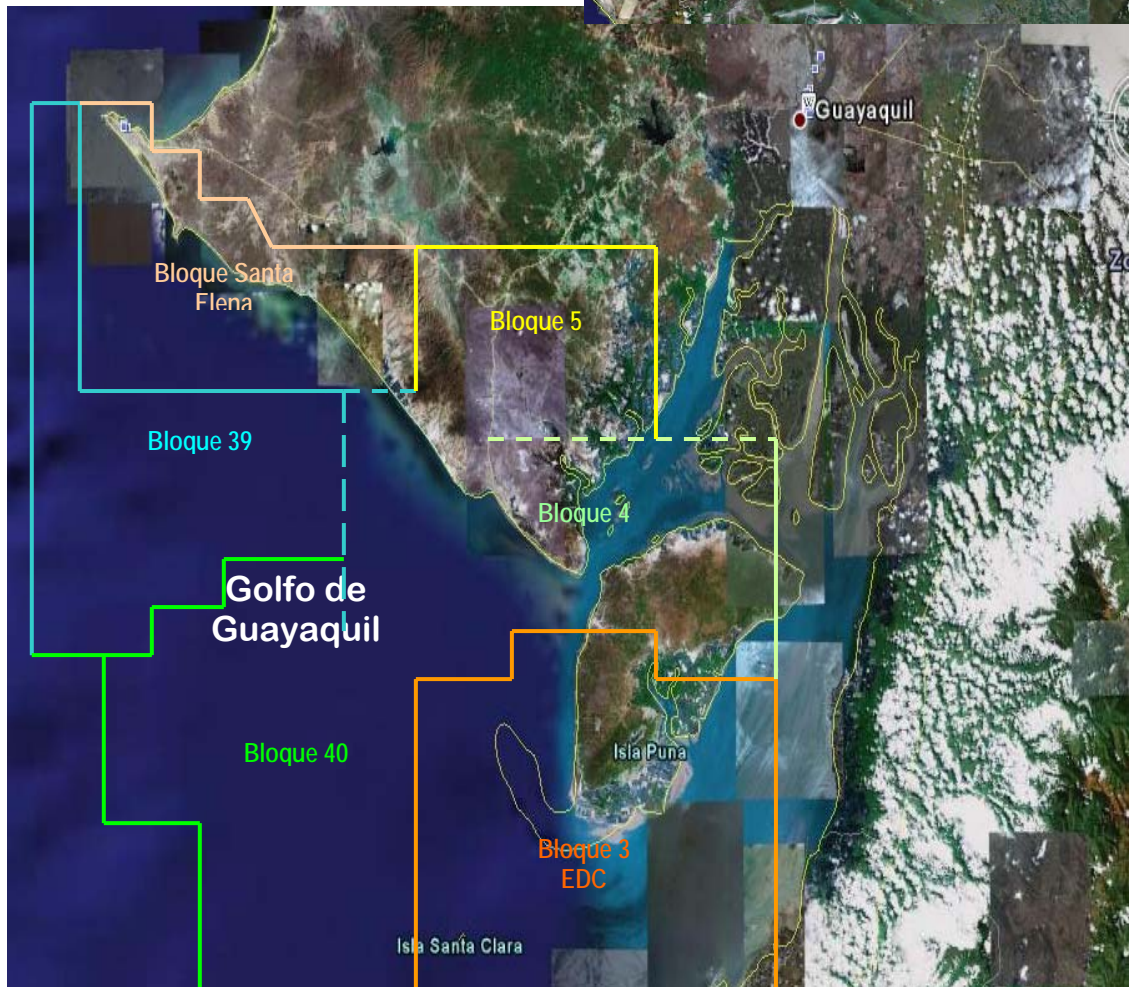 Guayaquil
Bloque Santa
Elena
Bloque 5
Bloque 39
Bloque 4
Golfo de
Guayaquil
Bloque 40
Isla Puna
Bloque 3
EDC
Isla Santa Clara